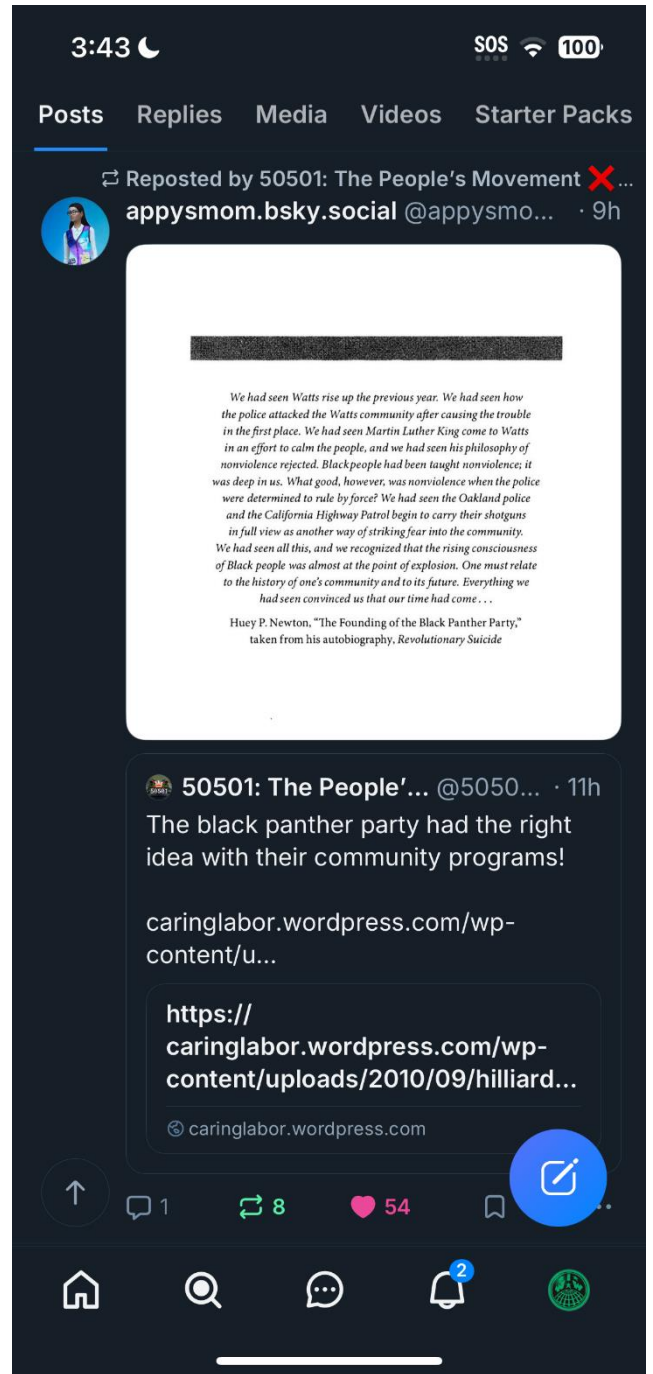 3:43
SOS
100
Posts Replies Media Videos Starter Packs
Reposted by 50501: The People's Movement ❌...
appysmom.bsky.social @appysmo... · 9h
We had seen Watts rise up the previous year. We had seen how
the police attacked the Watts community after causing the trouble
in the first place. We had seen Martin Luther King come to Watts
in an effort to calm the people, and we had seen his philosophy of
nonviolence rejected. Black people had been taught nonviolence; it
was deep in us. What good, however, was nonviolence when the police
were determined to rule by force? We had seen the Oakland police
and the California Highway Patrol begin to carry their shotguns
in full view as another way of striking fear into the community.
We had seen all this, and we recognized that the rising consciousness
of Black people was almost at the point of explosion. One must relate
to the history of one's community and to its future. Everything we
had seen convinced us that our time had come . . .
Huey P. Newton, "The Founding of the Black Panther Party,"
taken from his autobiography, Revolutionary Suicide
50501: The People'... @5050... · 11h
The black panther party had the right
idea with their community programs!
caringlabor.wordpress.com/wp-
content/u...
https://
caringlabor.wordpress.com/wp-
content/uploads/2010/09/hilliard...
caringlabor.wordpress.com
1 8 54
2